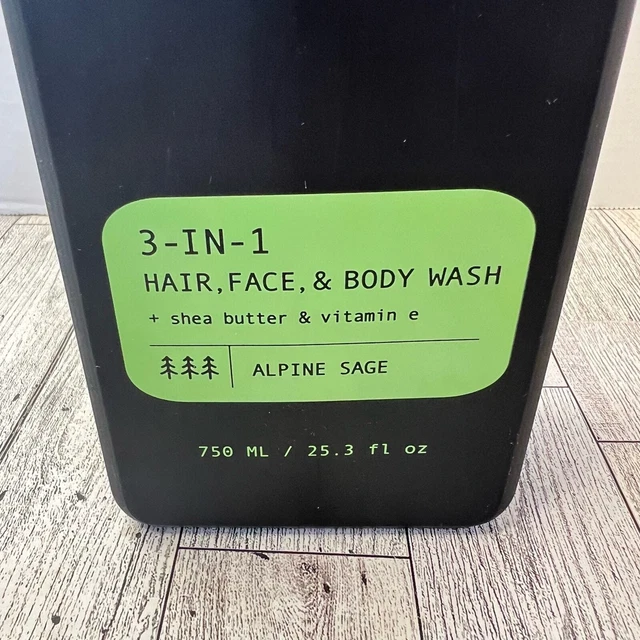 3-IN-1
HAIR, FACE, & BODY WASH
+ shea butter & vitamin e
ALPINE SAGE
750 ML / 25.3 fl oz